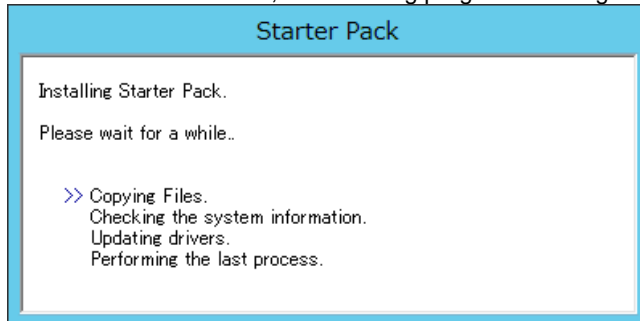 Starter Pack
Installing Starter Pack.
Please wait for a while..
>> Copying Files.
Checking the system information.
Updating drivers.
Performing the last process.